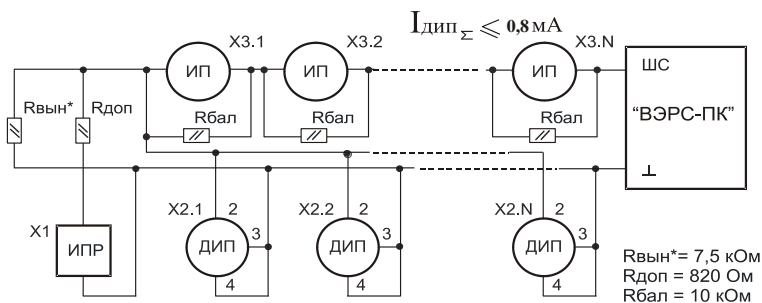 I дип Σ ⩽ 0,8 мА
X3.1
X3.2
X3.N
ИП
ИП
ИП
ШС
Rвын*
Rдоп
Rбал
Rбал
Rбал
“ВЭРС-ПК”
⊥
X1
X2.1
2
X2.2
2
X2.N
2
3
3
3
ИПР
ДИП
ДИП
ДИП
4
4
4
Rвын*= 7,5 кОм
Rдоп = 820 Ом
Rбал = 10 кОм